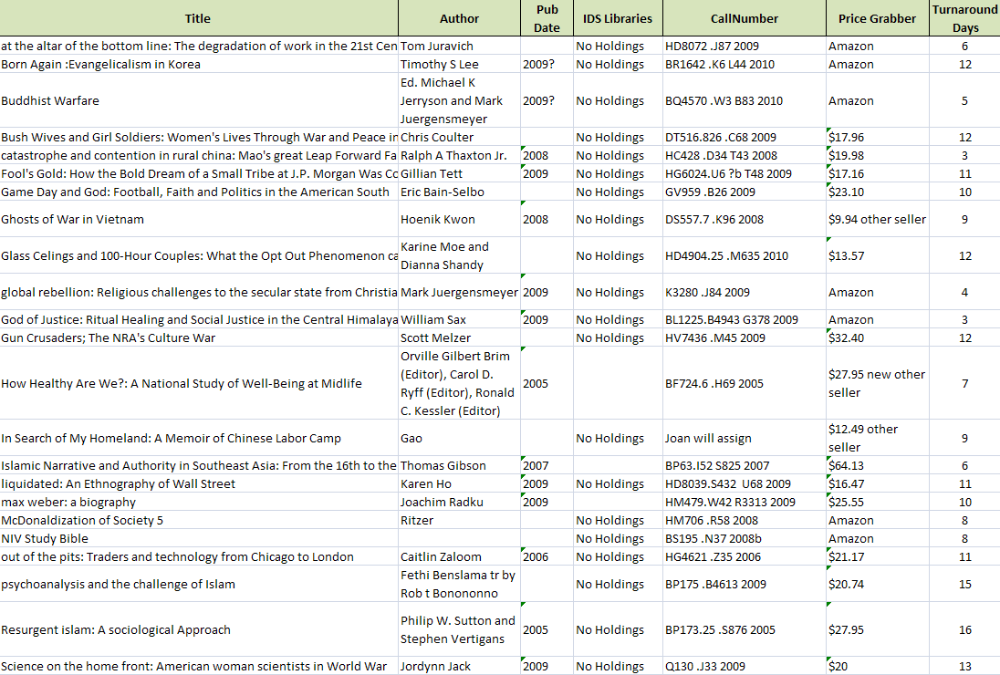 Title Author Pub Date IDS Libraries CallNumber Price Grabber Turnaround Days
at the altar of the bottom line: The degradation of work in the 21st Cen Tom Juravich No Holdings HD8072 .J87 2009 Amazon 6
Born Again :Evangelicalism in Korea Timothy S Lee 2009? No Holdings BR1642 .K6 L44 2010 Amazon 12
Buddhist Warfare Ed. Michael K Jerryson and Mark Juergensmeyer 2009? No Holdings BQ4570 .W3 B83 2010 Amazon 5
Bush Wives and Girl Soldiers: Women's Lives Through War and Peace in Chris Coulter No Holdings DT516.826 .C68 2009 $17.96 12
catastrophe and contention in rural china: Mao's great Leap Forward Fa Ralph A Thaxton Jr. 2008 No Holdings HC428 .D34 T43 2008 $19.98 3
Fool's Gold: How the Bold Dream of a Small Tribe at J.P. Morgan Was Co Gillian Tett 2009 No Holdings HG6024.U6 ?b T48 2009 $17.16 11
Game Day and God: Football, Faith and Politics in the American South Eric Bain-Selbo No Holdings GV959 .B26 2009 $23.10 10
Ghosts of War in Vietnam Hoenik Kwon 2008 No Holdings DS557.7 .K96 2008 $9.94 other seller 9
Glass Celings and 100-Hour Couples: What the Opt Out Phenomenon ca Karine Moe and Dianna Shandy No Holdings HD4904.25 .M635 2010 $13.57 12
global rebellion: Religious challenges to the secular state from Christia Mark Juergensmeyer 2009 No Holdings K3280 .J84 2009 Amazon 4
God of Justice: Ritual Healing and Social Justice in the Central Himalaya William Sax 2009 No Holdings BL1225.B4943 G378 2009 Amazon 3
Gun Crusaders; The NRA's Culture War Scott Melzer No Holdings HV7436 .M45 2009 $32.40 12
How Healthy Are We?: A National Study of Well-Being at Midlife Orville Gilbert Brim (Editor), Carol D. Ryff (Editor), Ronald C. Kessler (Editor) 2005 BF724.6 .H69 2005 $27.95 new other seller 7
In Search of My Homeland: A Memoir of Chinese Labor Camp Gao No Holdings Joan will assign $12.49 other seller 9
Islamic Narrative and Authority in Southeast Asia: From the 16th to the Thomas Gibson 2007 BP63.I52 S825 2007 $64.13 6
liquidated: An Ethnography of Wall Street Karen Ho 2009 No Holdings HD8039.S432 U68 2009 $16.47 11
max weber: a biography Joachim Radku 2009 HM479.W42 R3313 2009 $25.55 10
McDonaldization of Society 5 Ritzer No Holdings HM706 .R58 2008 Amazon 8
NIV Study Bible No Holdings BS195 .N37 2008b Amazon 8
out of the pits: Traders and technology from Chicago to London Caitlin Zaloom 2006 No Holdings HG4621 .Z35 2006 $21.17 11
psychoanalysis and the challenge of Islam Fethi Benslama tr by Rob t Bonononno No Holdings BP175 .B4613 2009 $20.74 15
Resurgent islam: A sociological Approach Philip W. Sutton and Stephen Vertigans 2005 No Holdings BP173.25 .S876 2005 $27.95 16
Science on the home front: American woman scientists in World War Jordynn Jack 2009 No Holdings Q130 .J33 2009 $20 13